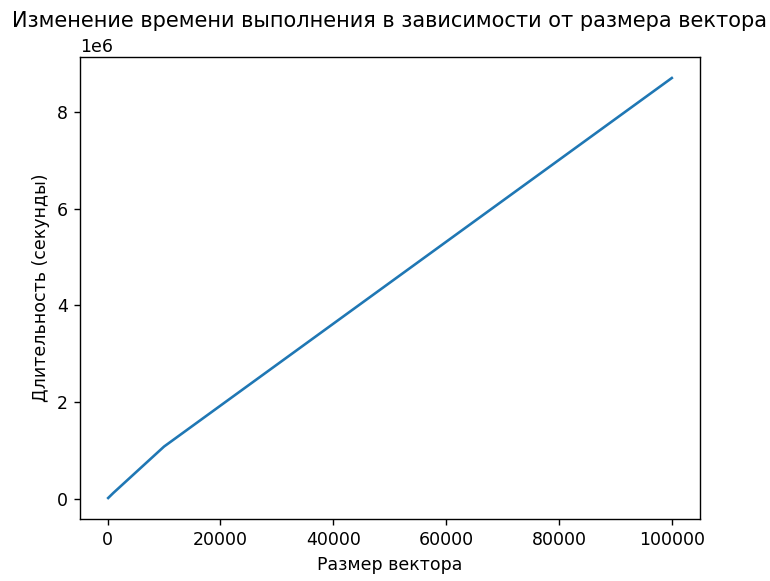 Изменение времени выполнения в зависимости от размера вектора
1e6
8
6
4
2
0
Длительность (секунды)
0 20000 40000 60000 80000 100000
Размер вектора